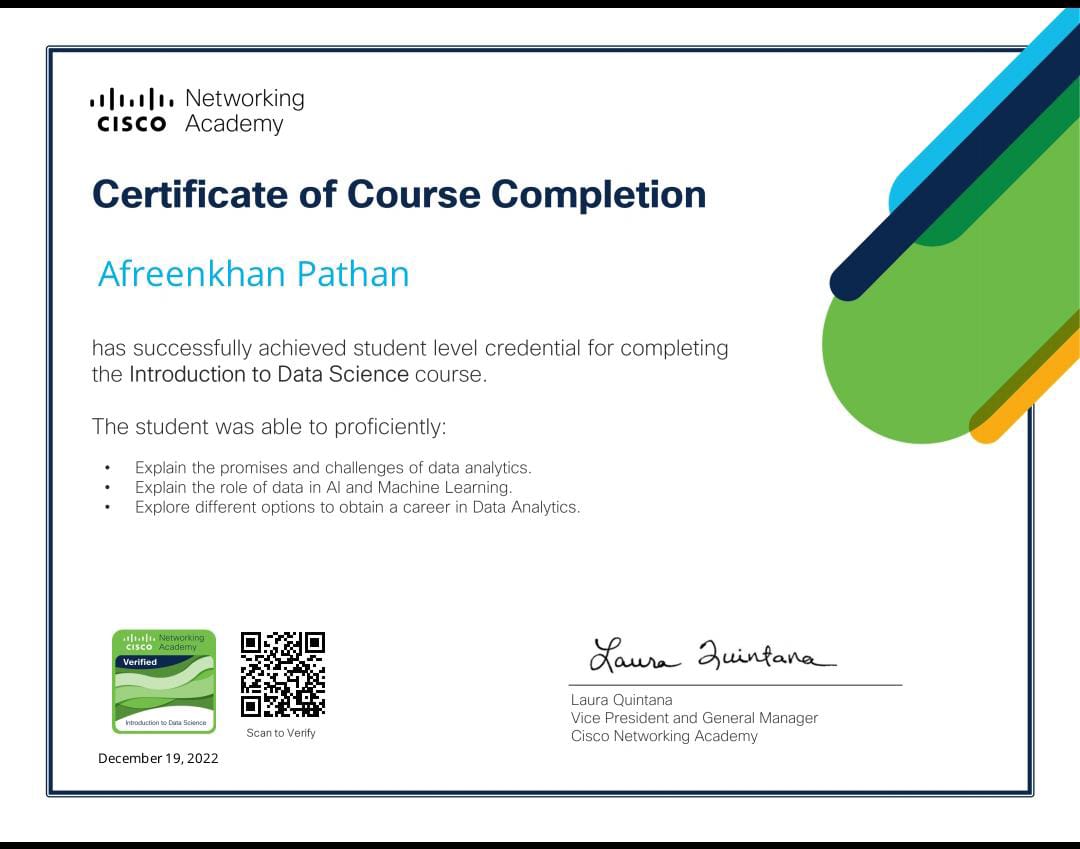 Networking
CISCO Academy
Certificate of Course Completion
Afreenkhan Pathan
has successfully achieved student level credential for completing
the Introduction to Data Science course.
The student was able to proficiently:
• Explain the promises and challenges of data analytics.
• Explain the role of data in AI and Machine Learning.
• Explore different options to obtain a career in Data Analytics.
Networking
CISCO Academy
Verified
Introduction to Data Science
Scan to Verify
December 19, 2022
Laura Quintana
Laura Quintana
Vice President and General Manager
Cisco Networking Academy